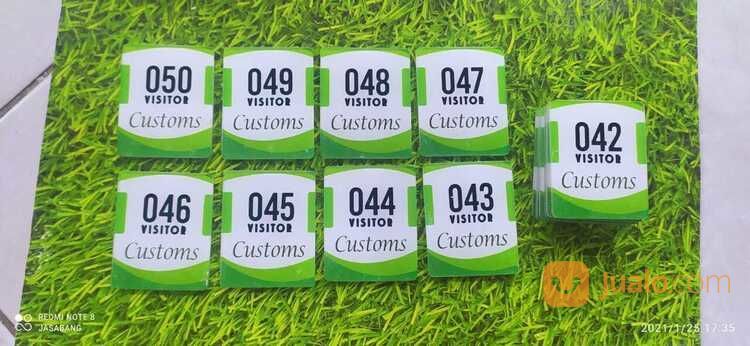 050
VISITOR
Customs
049
VISITOR
Customs
048
VISITOR
Customs
047
VISITOR
Customs
042
VISITOR
Customs
046
VISITOR
Customs
045
VISITOR
Customs
044
VISITOR
Customs
043
VISITOR
Customs
Jualo.com
REDMI NOTE 8
JASABANG
2021/1/25 17:35